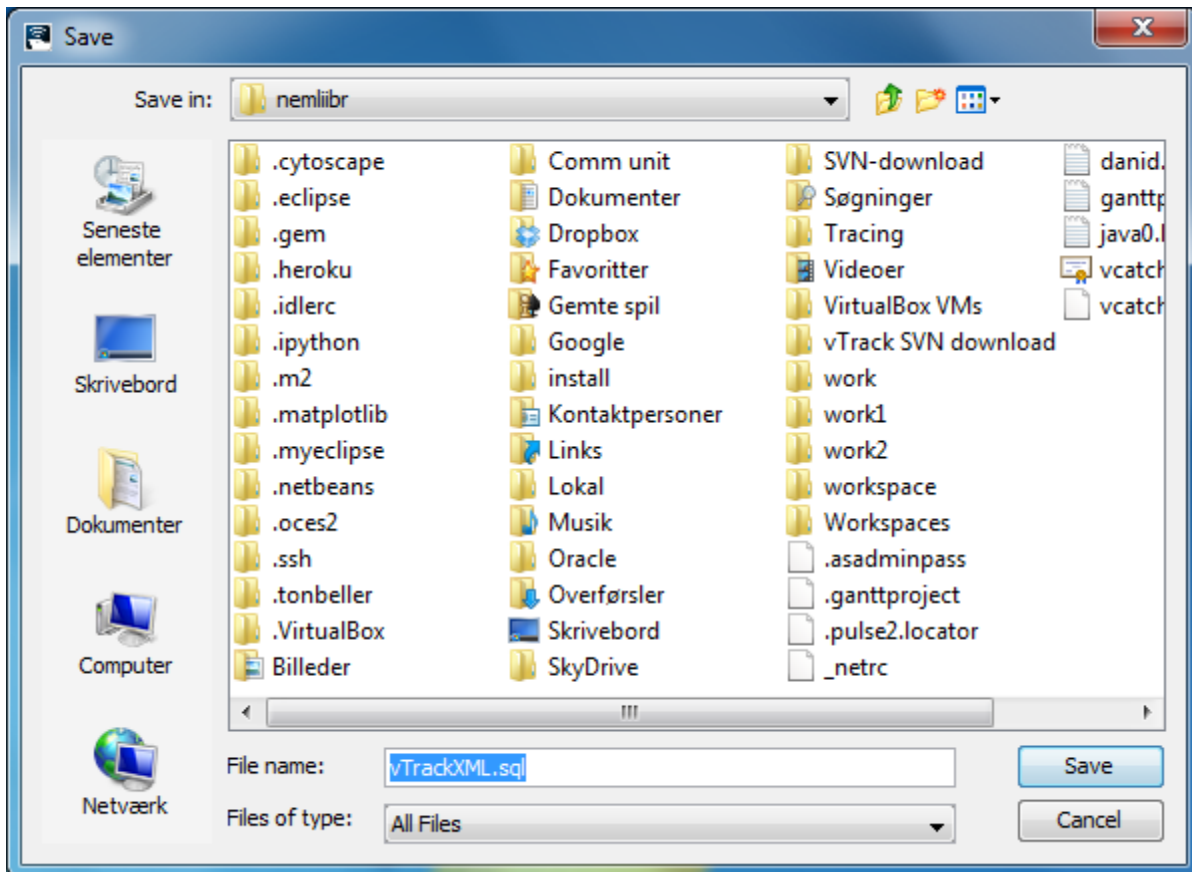 Save
Save in: nemliibr
Seneste
elementer
Skrivebord
Dokumenter
Computer
Netværk
.cytoscape
.eclipse
.gem
.heroku
.idlerc
.ipython
.m2
.matplotlib
.myeclipse
.netbeans
.oces2
.ssh
.tonbeller
.VirtualBox
Billeder
Comm unit
Dokumenter
Dropbox
Favoritter
Gemte spil
Google
install
Kontaktpersoner
Links
Lokal
Musik
Oracle
Overførsler
Skrivebord
SkyDrive
SVN-download
Søgninger
Tracing
Videoer
VirtualBox VMs
vTrack SVN download
work
work1
work2
workspace
Workspaces
.asadminpass
.ganttproject
.pulse2.locator
_netrc
danid.
vcatch
File name: vTrackXML.sql
Save
Files of type: All Files
Cancel